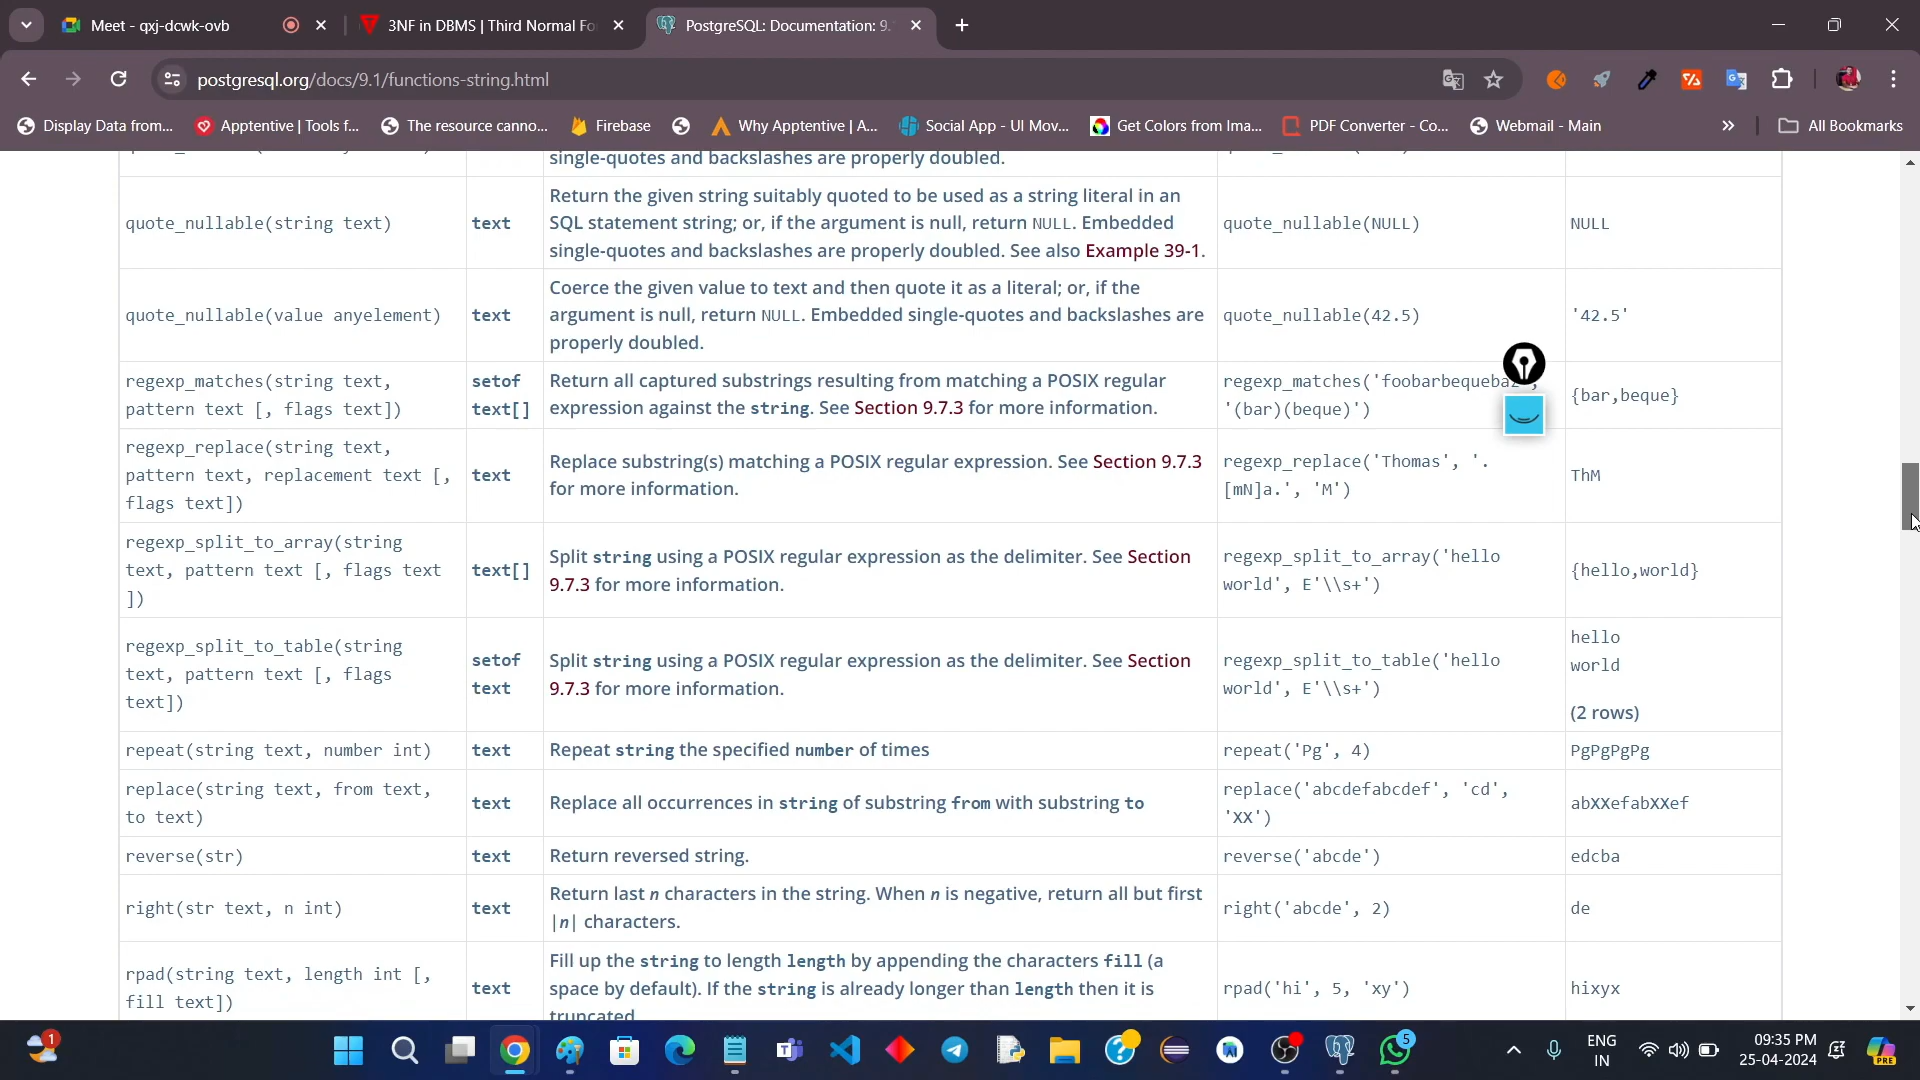 Meet - qxj-dcwk-ovb
3NF in DBMS | Third Normal Fo
PostgreSQL: Documentation: 9.
postgresql.org/docs/9.1/functions-string.html
Display Data from...
Apptentive | Tools f...
The resource canno...
Firebase
Why Apptentive | A...
Social App - UI Mov...
Get Colors from Ima...
PDF Converter - Co...
Webmail - Main
»
All Bookmarks
single-quotes and backslashes are properly doubled.
quote_nullable(string text)
text
Return the given string suitably quoted to be used as a string literal in an
SQL statement string; or, if the argument is null, return NULL. Embedded
single-quotes and backslashes are properly doubled. See also Example 39-1.
quote_nullable(NULL)
NULL
quote_nullable(value anyelement)
text
Coerce the given value to text and then quote it as a literal; or, if the
argument is null, return NULL. Embedded single-quotes and backslashes are
properly doubled.
quote_nullable(42.5)
'42.5'
regexp_matches(string text,
pattern text [, flags text])
setof
text[]
Return all captured substrings resulting from matching a POSIX regular
expression against the string. See Section 9.7.3 for more information.
regexp_matches('foobarbequebaz',
'(bar)(beque)')
{bar,beque}
regexp_replace(string text,
pattern text, replacement text [,
flags text])
text
Replace substring(s) matching a POSIX regular expression. See Section 9.7.3
for more information.
regexp_replace('Thomas', '.
[mN]a.', 'M')
ThM
regexp_split_to_array(string
text, pattern text [, flags text
])
text[]
Split string using a POSIX regular expression as the delimiter. See Section
9.7.3 for more information.
regexp_split_to_array('hello
world', E'\\s+')
{hello,world}
regexp_split_to_table(string
text, pattern text [, flags
text])
setof
text
Split string using a POSIX regular expression as the delimiter. See Section
9.7.3 for more information.
regexp_split_to_table('hello
world', E'\\s+')
hello
world
(2 rows)
repeat(string text, number int)
text
Repeat string the specified number of times
repeat('Pg', 4)
PgPgPgPg
replace(string text, from text,
to text)
text
Replace all occurrences in string of substring from with substring to
replace('abcdefabcdef', 'cd',
'XX')
abXXefabXXef
reverse(str)
text
Return reversed string.
reverse('abcde')
edcba
right(str text, n int)
text
Return last n characters in the string. When n is negative, return all but first
|n| characters.
right('abcde', 2)
de
rpad(string text, length int [,
fill text])
text
Fill up the string to length length by appending the characters fill (a
space by default). If the string is already longer than length then it is
truncated.
rpad('hi', 5, 'xy')
hixyx
1
5
ENG
IN
09:35 PM
25-04-2024
PRE